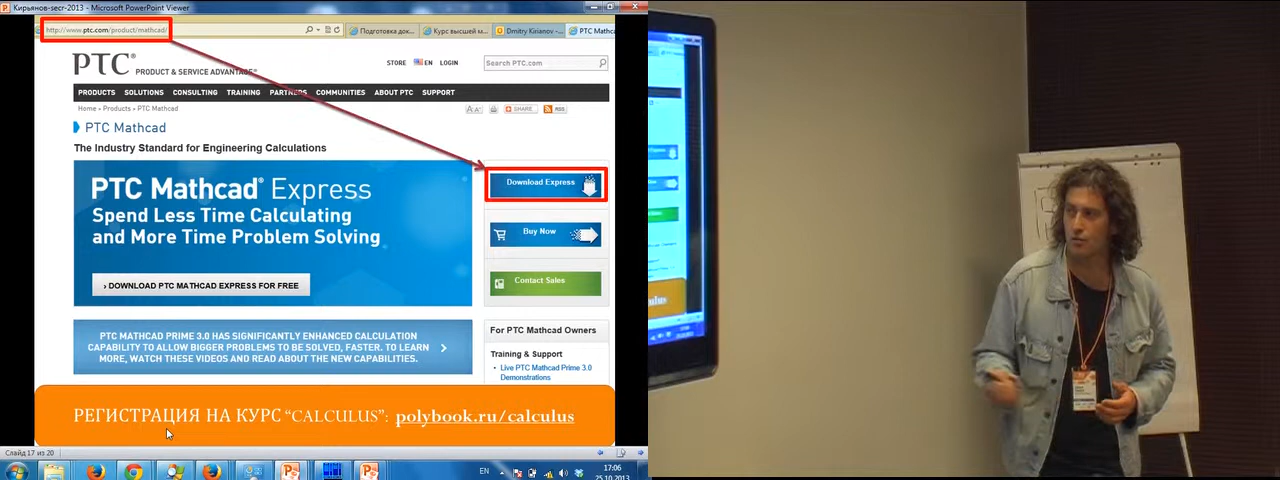 Кирьянов-secr-2013 - Microsoft PowerPoint Viewer
http://www.ptc.com/product/mathcad/
Подготовка док...
Курс высшей м...
Dmitry Kirianov - ...
PTC Mathca
PTC®
PRODUCT & SERVICE ADVANTAGE®
STORE EN LOGIN
Search PTC.com
PRODUCTS SOLUTIONS CONSULTING TRAINING PARTNERS COMMUNITIES ABOUT PTC SUPPORT
Home » Products » PTC Mathcad
SHARE
RSS
PTC Mathcad
The Industry Standard for Engineering Calculations
PTC Mathcad® Express
Spend Less Time Calculating
and More Time Problem Solving
› DOWNLOAD PTC MATHCAD EXPRESS FOR FREE
Download Express
Buy Now
Contact Sales
PTC MATHCAD PRIME 3.0 HAS SIGNIFICANTLY ENHANCED CALCULATION
CAPABILITY TO ALLOW BIGGER PROBLEMS TO BE SOLVED, FASTER. TO LEARN
MORE, WATCH THESE VIDEOS AND READ ABOUT THE NEW CAPABILITIES.
For PTC Mathcad Owners
Training & Support
Live PTC Mathcad Prime 3.0
Demonstrations
РЕГИСТРАЦИЯ НА КУРС “CALCULUS”: polybook.ru/calculus
Слайд 17 из 20
EN
17:06
25.10.2013
ulus